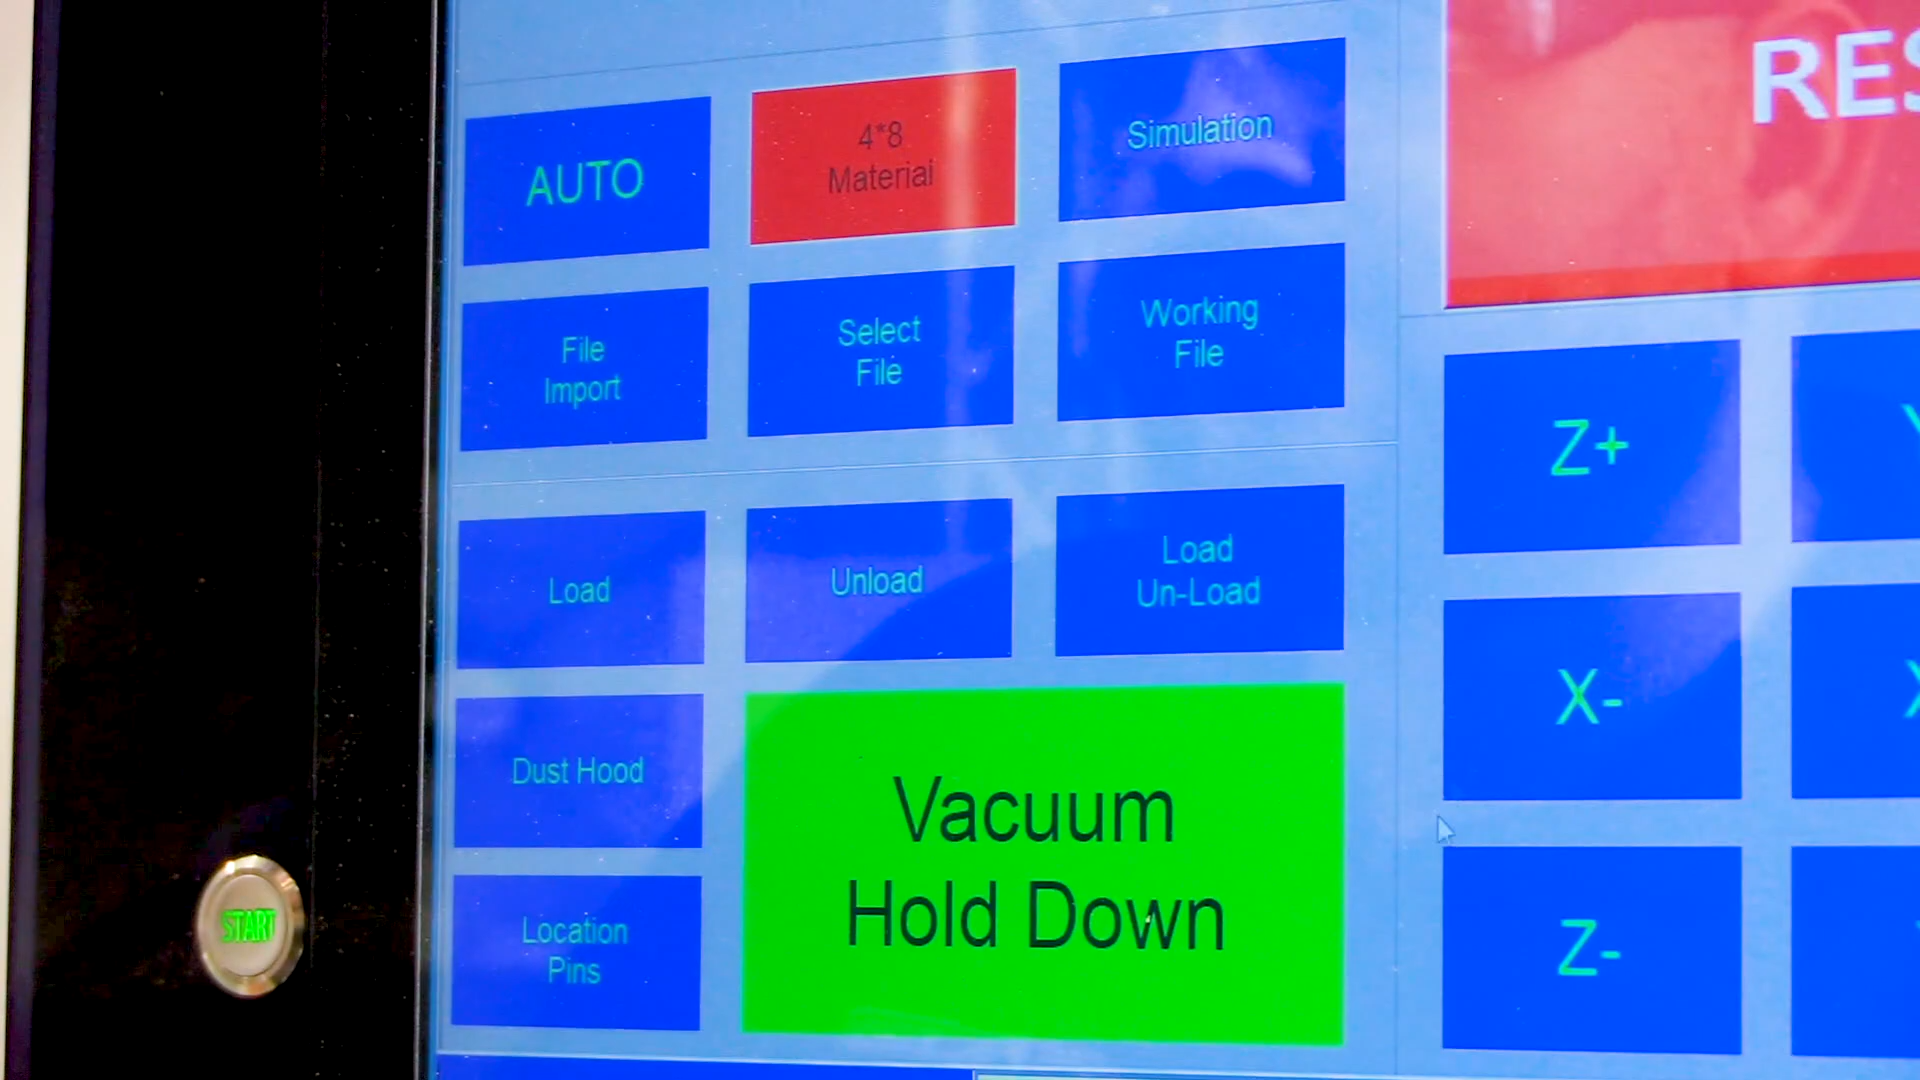 AUTO
4*8
Material
Simulation
File
Import
Select
File
Working
File
Load
Unload
Load
Un-Load
Dust Hood
Vacuum
Hold Down
Location
Pins
START
Z+
X-
Z-